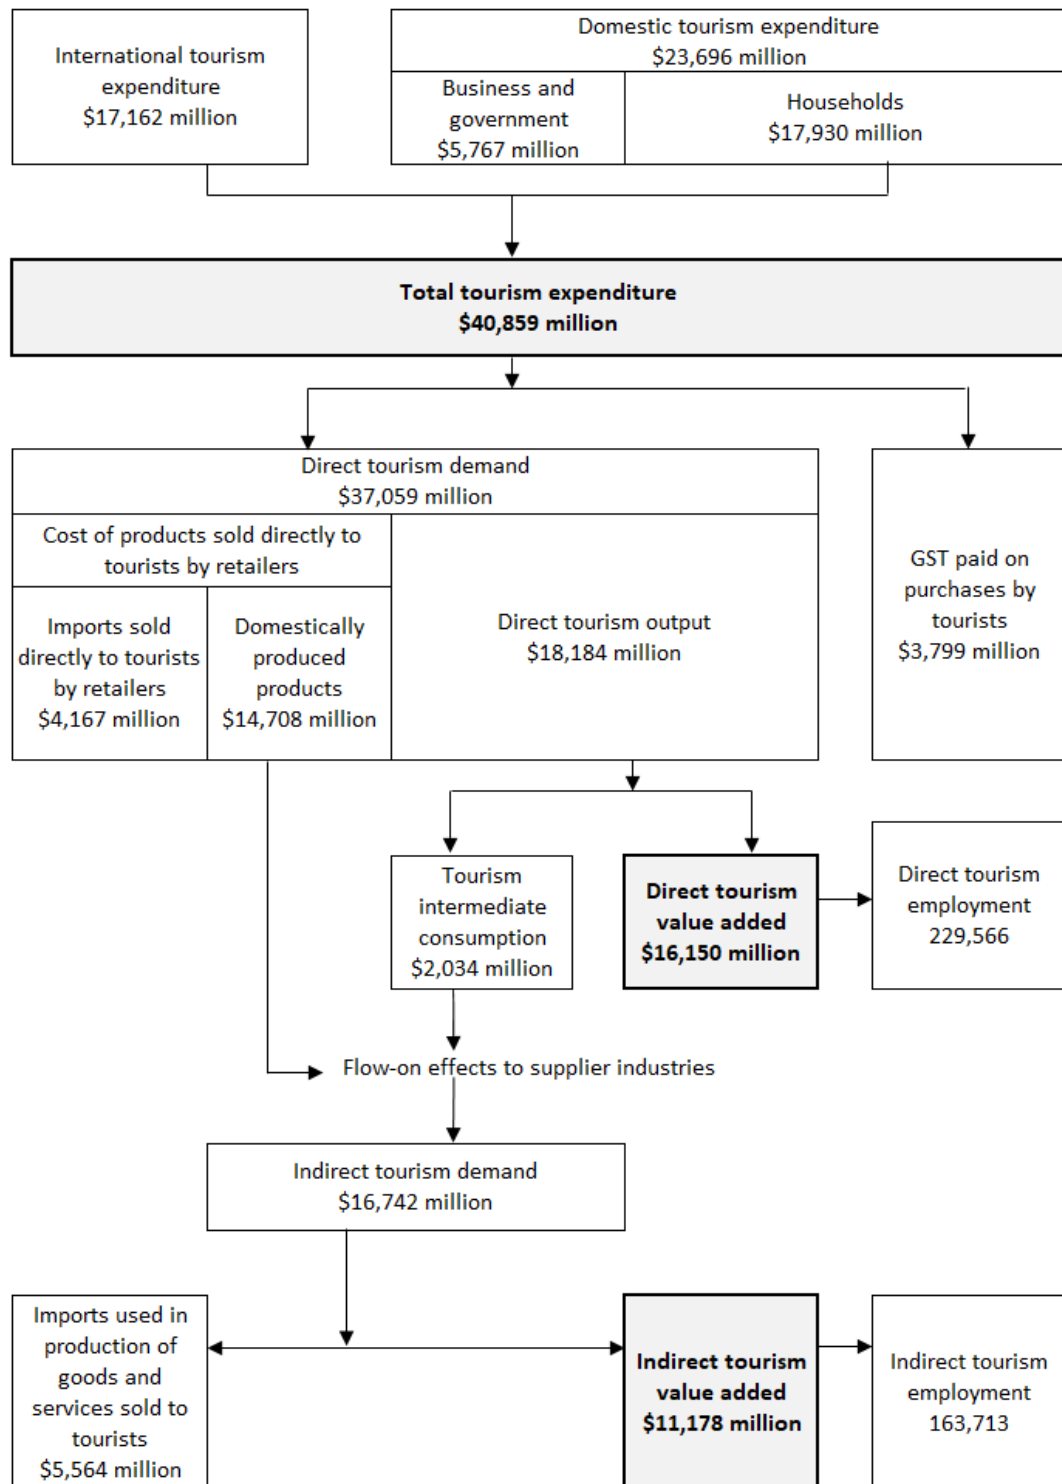 International tourism
expenditure
$17,162 million
Domestic tourism expenditure
$23,696 million
Business and
government
$5,767 million
Households
$17,930 million
Total tourism expenditure
$40,859 million
Direct tourism demand
$37,059 million
Cost of products sold directly to
tourists by retailers
Imports sold
directly to tourists
by retailers
$4,167 million
Domestically
produced
products
$14,708 million
Direct tourism output
$18,184 million
GST paid on
purchases by
tourists
$3,799 million
Tourism
intermediate
consumption
$2,034 million
Direct tourism
value added
$16,150 million
Direct tourism
employment
229,566
Flow-on effects to supplier industries
Indirect tourism demand
$16,742 million
Imports used in
production of
goods and
services sold to
tourists
$5,564 million
Indirect tourism
value added
$11,178 million
Indirect tourism
employment
163,713